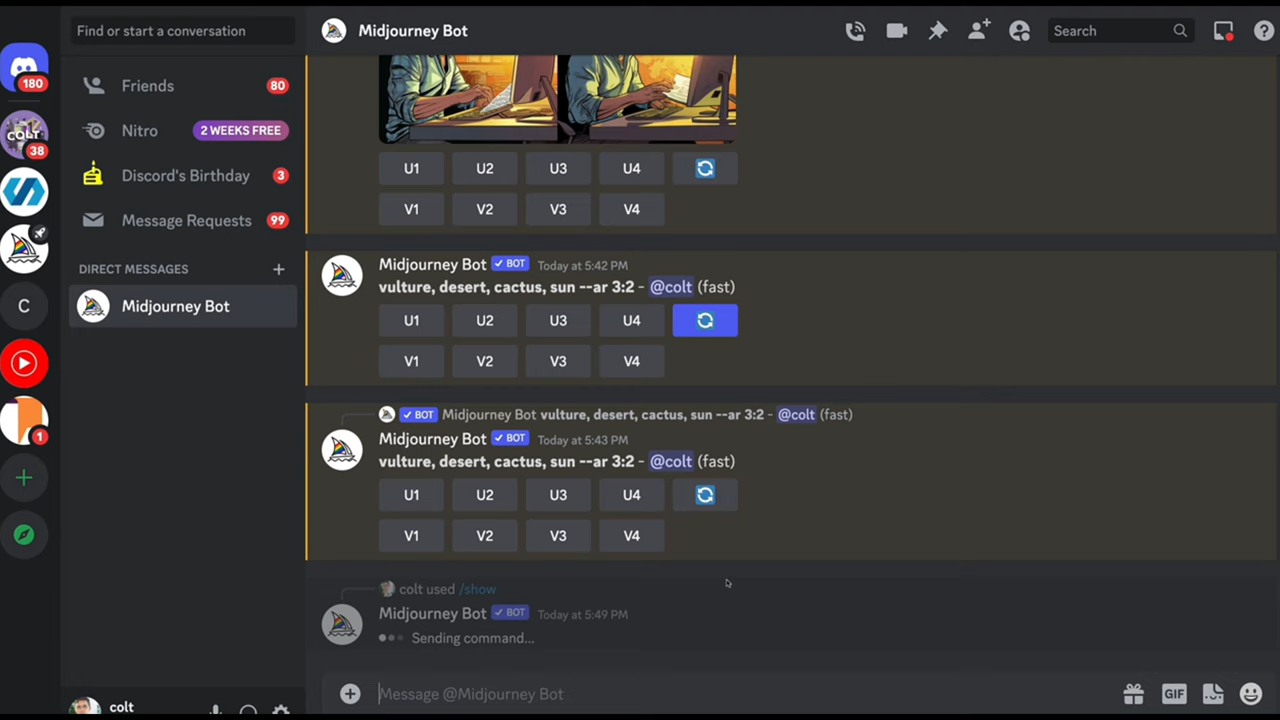 Find or start a conversation
Midjourney Bot
Search
180
Friends 80
COLT
38
Nitro 2 WEEKS FREE
Discord's Birthday 3
Message Requests 99
DIRECT MESSAGES +
Midjourney Bot
C
1
U1 U2 U3 U4
V1 V2 V3 V4
Midjourney Bot BOT Today at 5:42 PM
vulture, desert, cactus, sun --ar 3:2 - @colt (fast)
U1 U2 U3 U4
V1 V2 V3 V4
BOT Midjourney Bot vulture, desert, cactus, sun --ar 3:2 - @colt (fast)
Midjourney Bot BOT Today at 5:43 PM
vulture, desert, cactus, sun --ar 3:2 - @colt (fast)
U1 U2 U3 U4
V1 V2 V3 V4
colt used /show
Midjourney Bot BOT Today at 5:49 PM
Sending command...
Message @Midjourney Bot
GIF
colt